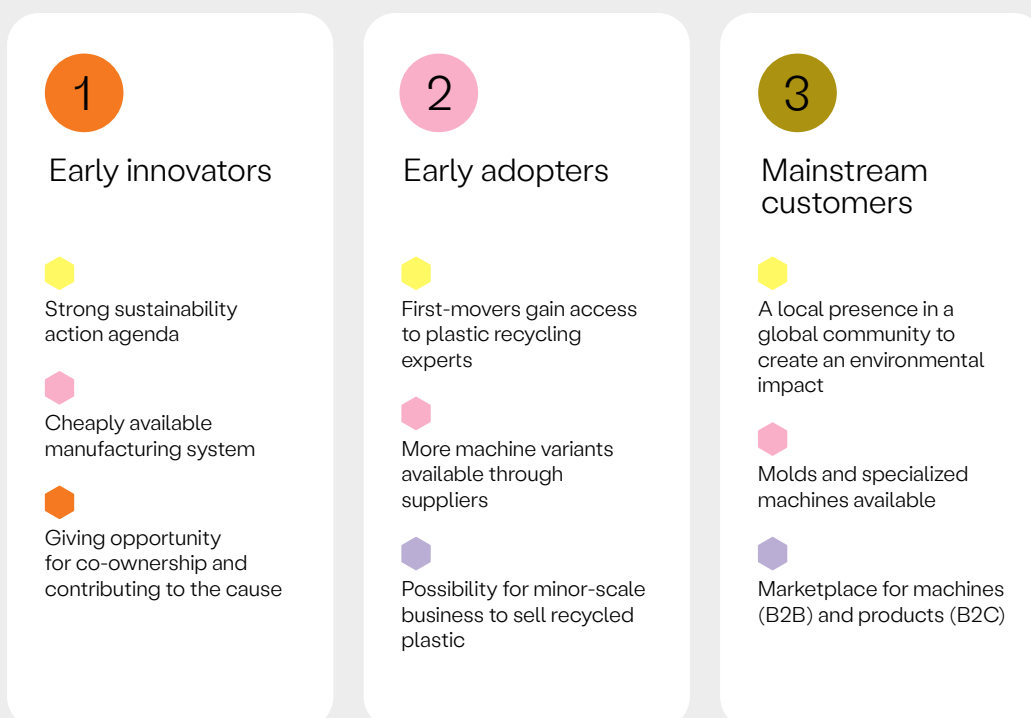 1
Early innovators
Strong sustainability
action agenda
Cheaply available
manufacturing system
Giving opportunity
for co-ownership and
contributing to the cause
2
Early adopters
First-movers gain access
to plastic recycling
experts
More machine variants
available through
suppliers
Possibility for minor-scale
business to sell recycled
plastic
3
Mainstream
customers
A local presence in a
global community to
create an environmental
impact
Molds and specialized
machines available
Marketplace for machines
(B2B) and products (B2C)